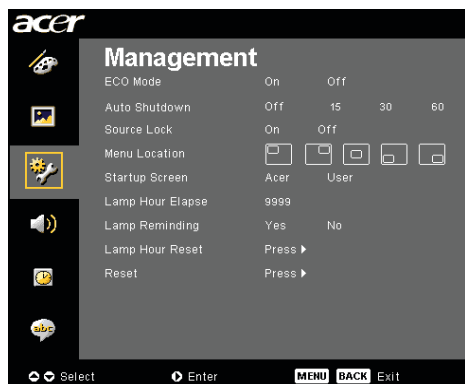 acer
Management
ECO Mode On Off
Auto Shutdown Off 15 30 60
Source Lock On Off
Menu Location
Startup Screen Acer User
Lamp Hour Elapse 9999
Lamp Reminding Yes No
Lamp Hour Reset Press
Reset Press
abc
Select Enter MENU BACK Exit